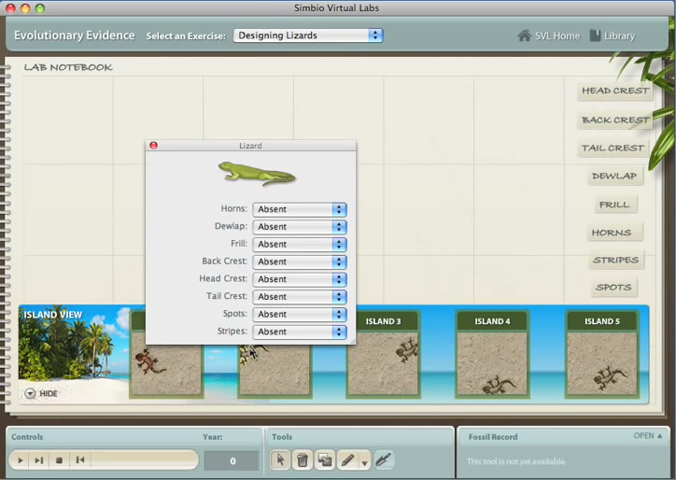 Simbio Virtual Labs
Evolutionary Evidence Select an Exercise: Designing Lizards SVL Home Library
LAB NOTEBOOK
HEAD CREST
BACK CREST
TAIL CREST
DEWLAP
FRILL
HORNS
STRIPES
SPOTS
Lizard
Horns: Absent
Dewlap: Absent
Frill: Absent
Back Crest: Absent
Head Crest: Absent
Tail Crest: Absent
Spots: Absent
Stripes: Absent
ISLAND VIEW
ISLAND 3
ISLAND 4
ISLAND 5
HIDE
Controls Year: Tools Fossil Record OPEN
0
This tool is not yet available.